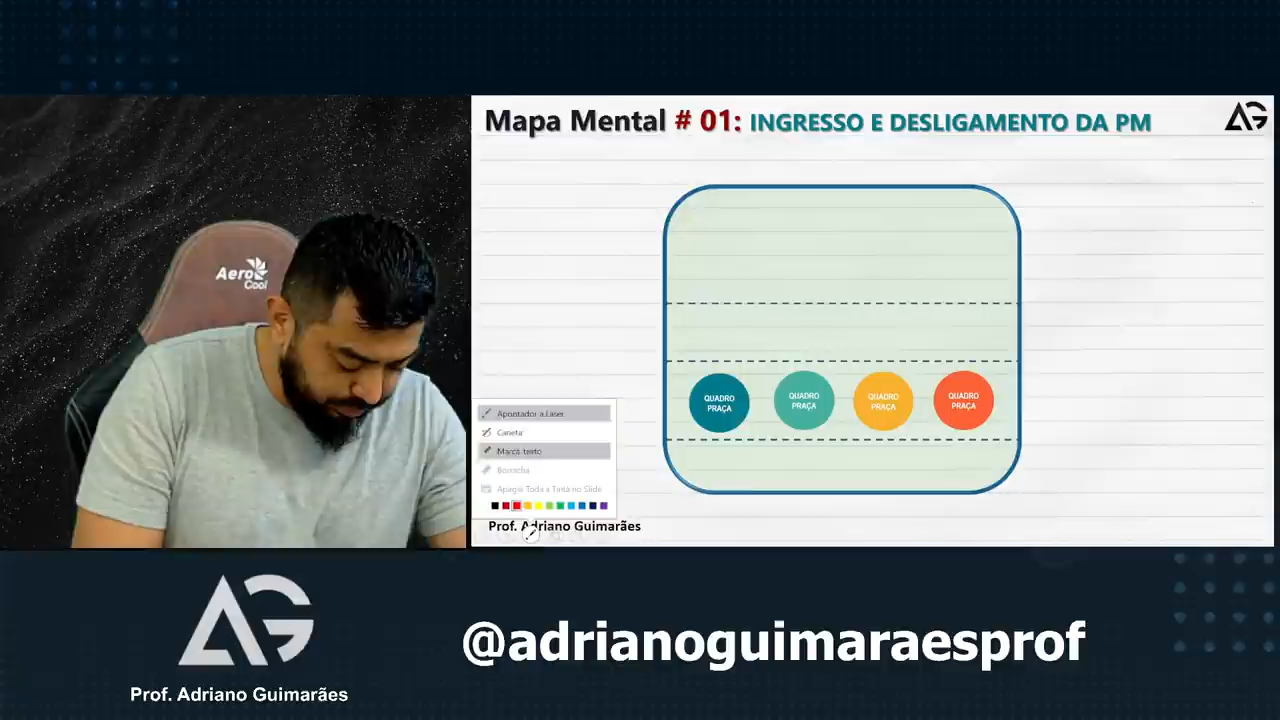 Mapa Mental # 01: INGRESSO E DESLIGAMENTO DA PM
AG
Aero
Cool
QUADRO
PRAÇA
QUADRO
PRAÇA
QUADRO
PRAÇA
QUADRO
PRAÇA
Apontador a Laser
Caneta
Marca-texto
Borracha
Apagar Toda a Tinta no Slide
Prof. Adriano Guimarães
AG
@adrianoguimaraesprof
Prof. Adriano Guimarães